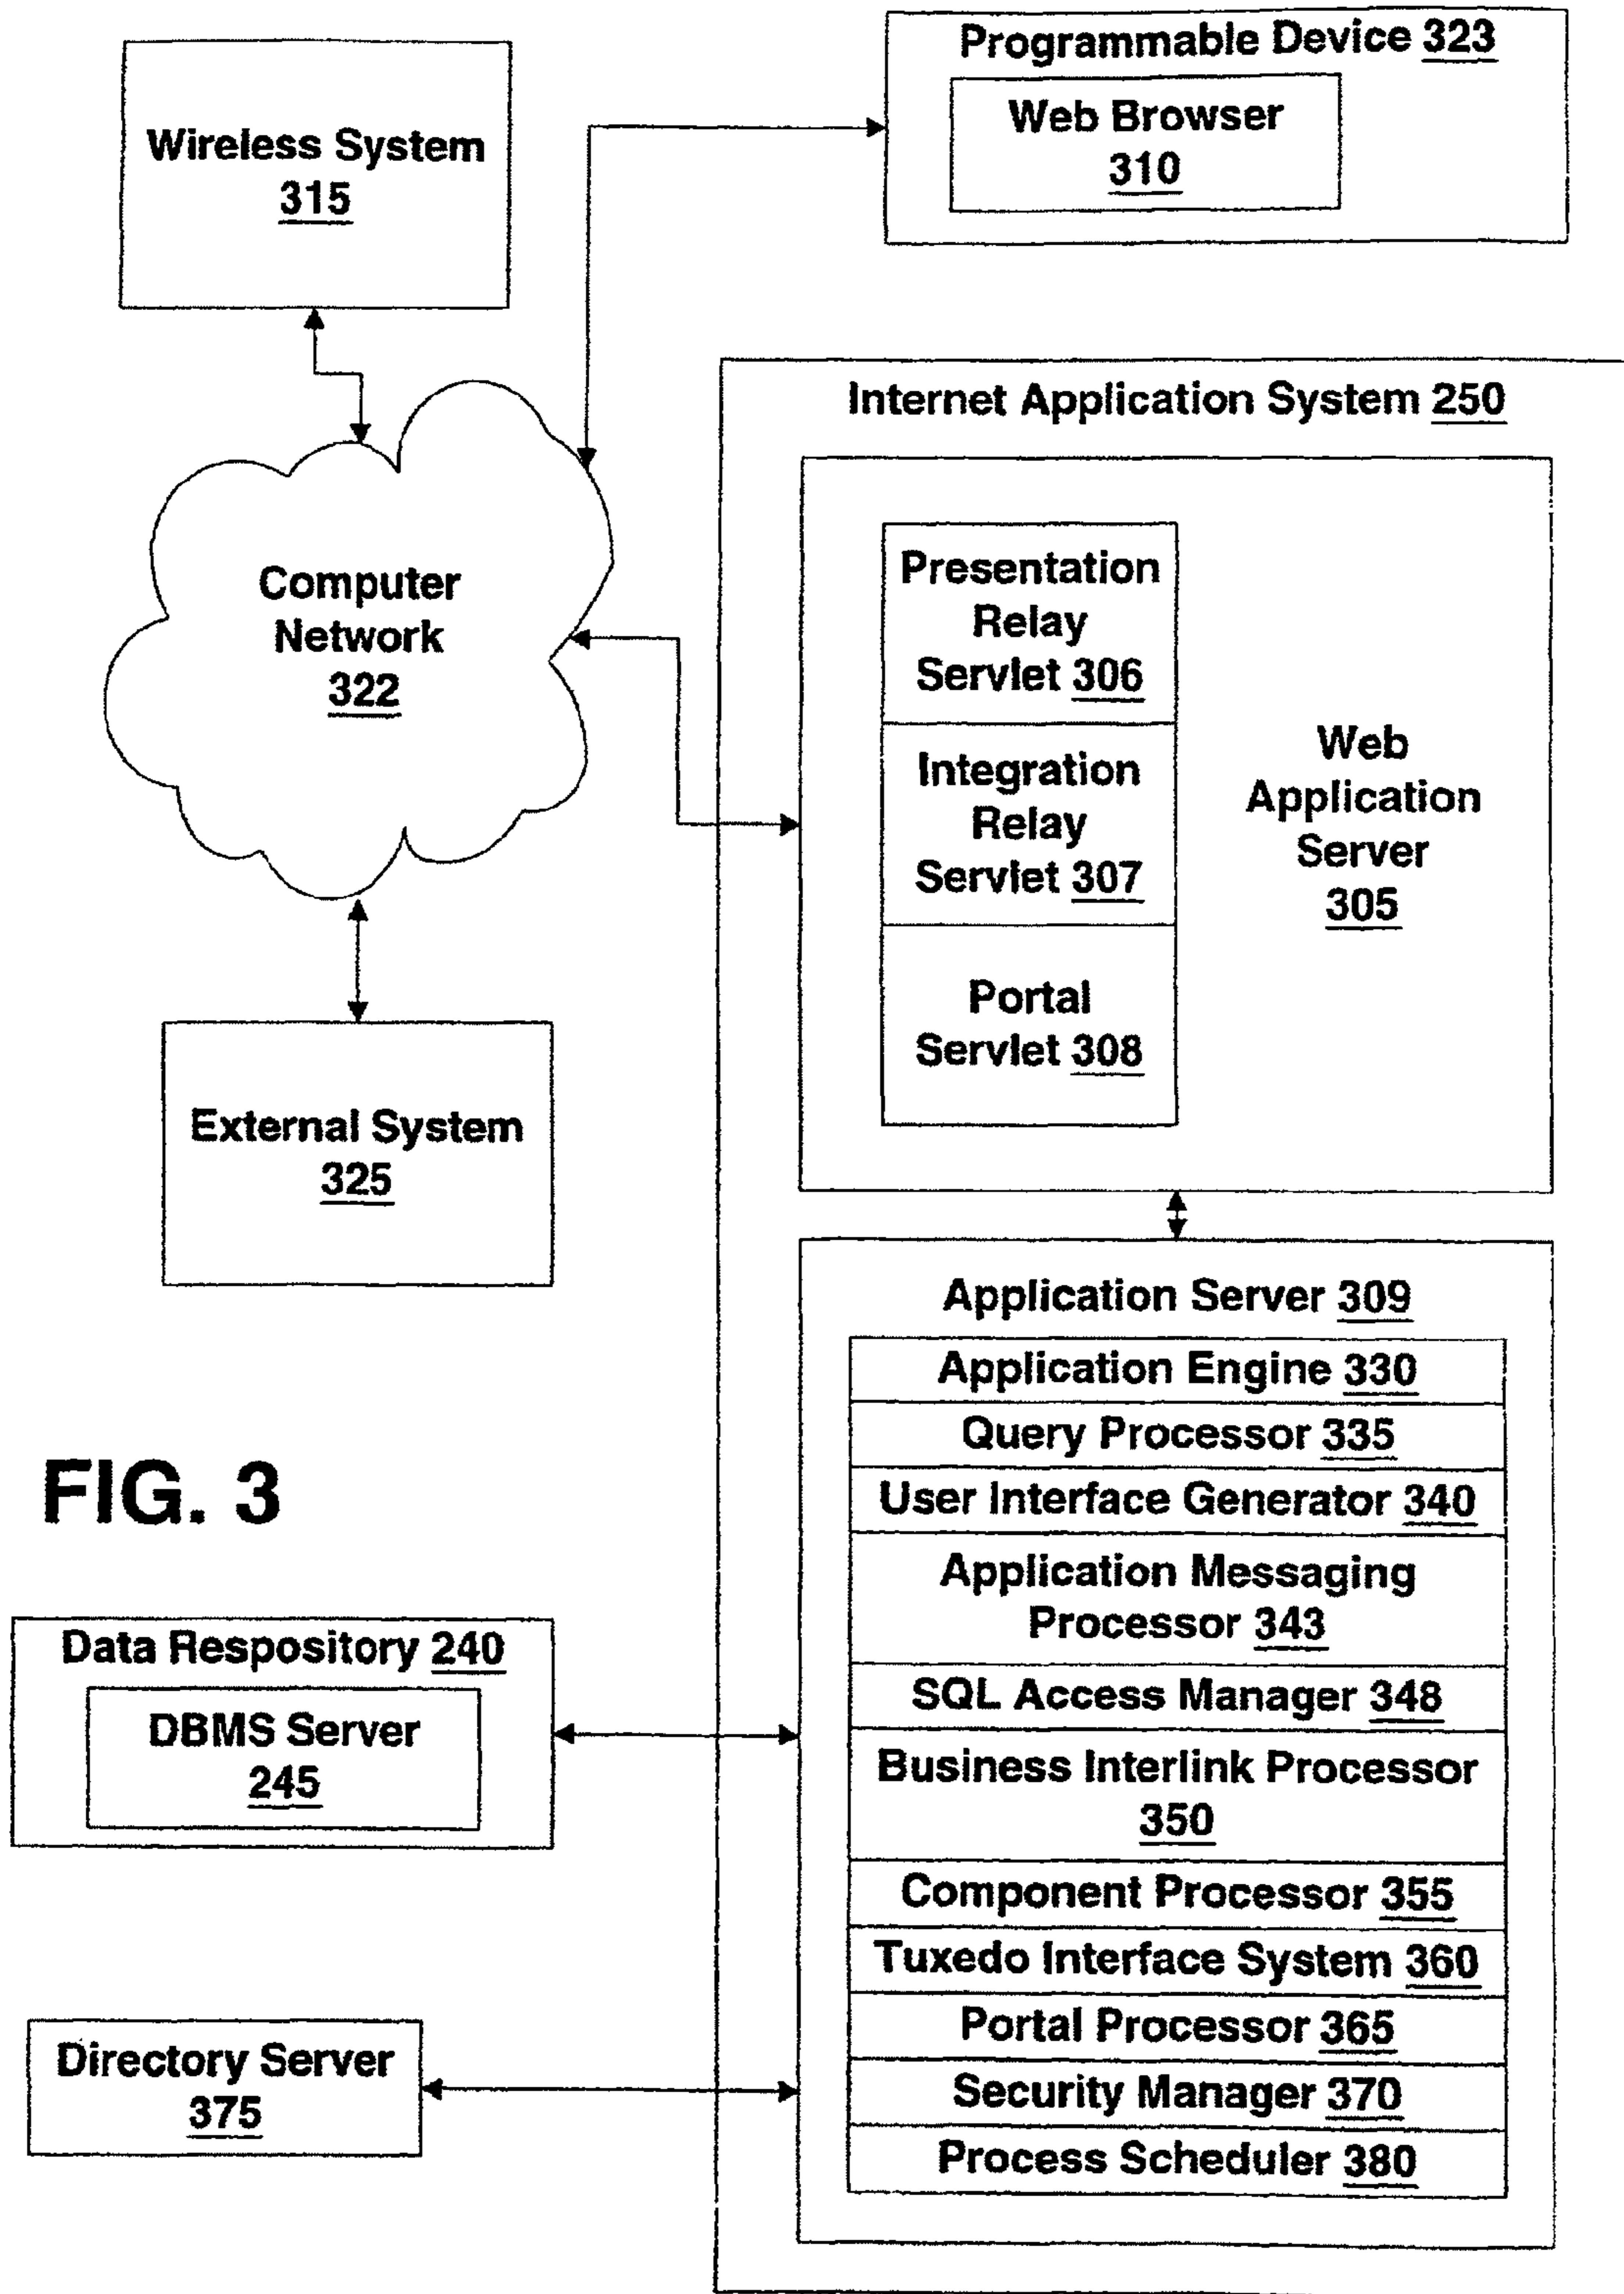 Programmable Device 323
Web Browser
310
Wireless System
315
Internet Application System 250
Computer
Network
322
Presentation
Relay
Servlet 306
Integration
Relay
Servlet 307
Portal
Servlet 308
Web
Application
Server
305
External System
325
Application Server 309
Application Engine 330
Query Processor 335
User Interface Generator 340
Application Messaging
Processor 343
SQL Access Manager 348
Business Interlink Processor
350
Component Processor 355
Tuxedo Interface System 360
Portal Processor 365
Security Manager 370
Process Scheduler 380
FIG. 3
Data Respository 240
DBMS Server
245
Directory Server
375